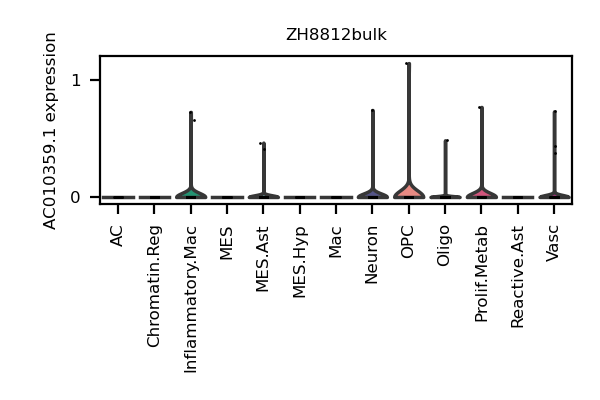 ZH8812bulk
AC010359.1 expression
1
0
AC
Chromatin.Reg
Inflammatory.Mac
MES
MES.Ast
MES.Hyp
Mac
Neuron
OPC
Oligo
Prolif.Metab
Reactive.Ast
Vasc